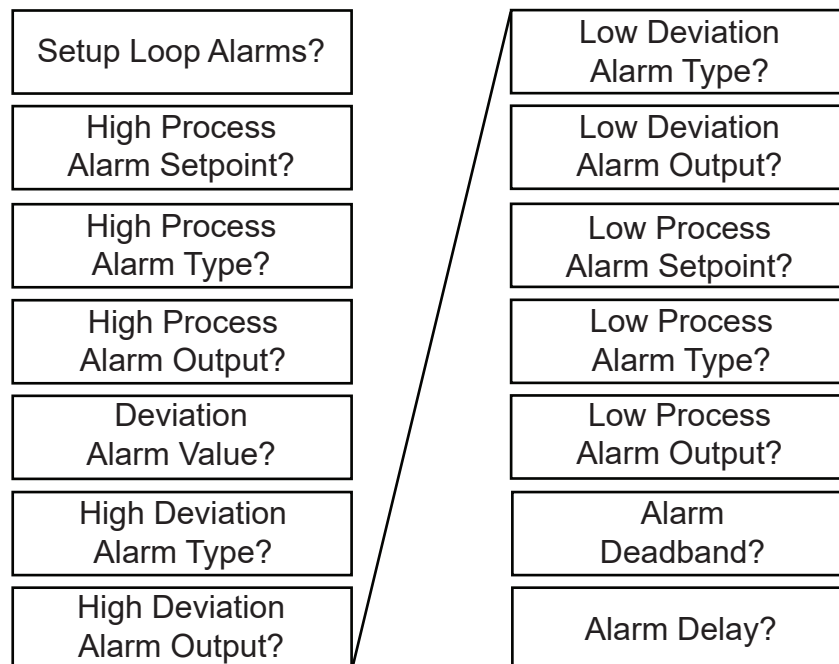 Setup Loop Alarms?
High Process
Alarm Setpoint?
High Process
Alarm Type?
High Process
Alarm Output?
Deviation
Alarm Value?
High Deviation
Alarm Type?
High Deviation
Alarm Output?
Low Deviation
Alarm Type?
Low Deviation
Alarm Output?
Low Process
Alarm Setpoint?
Low Process
Alarm Type?
Low Process
Alarm Output?
Alarm
Deadband?
Alarm Delay?